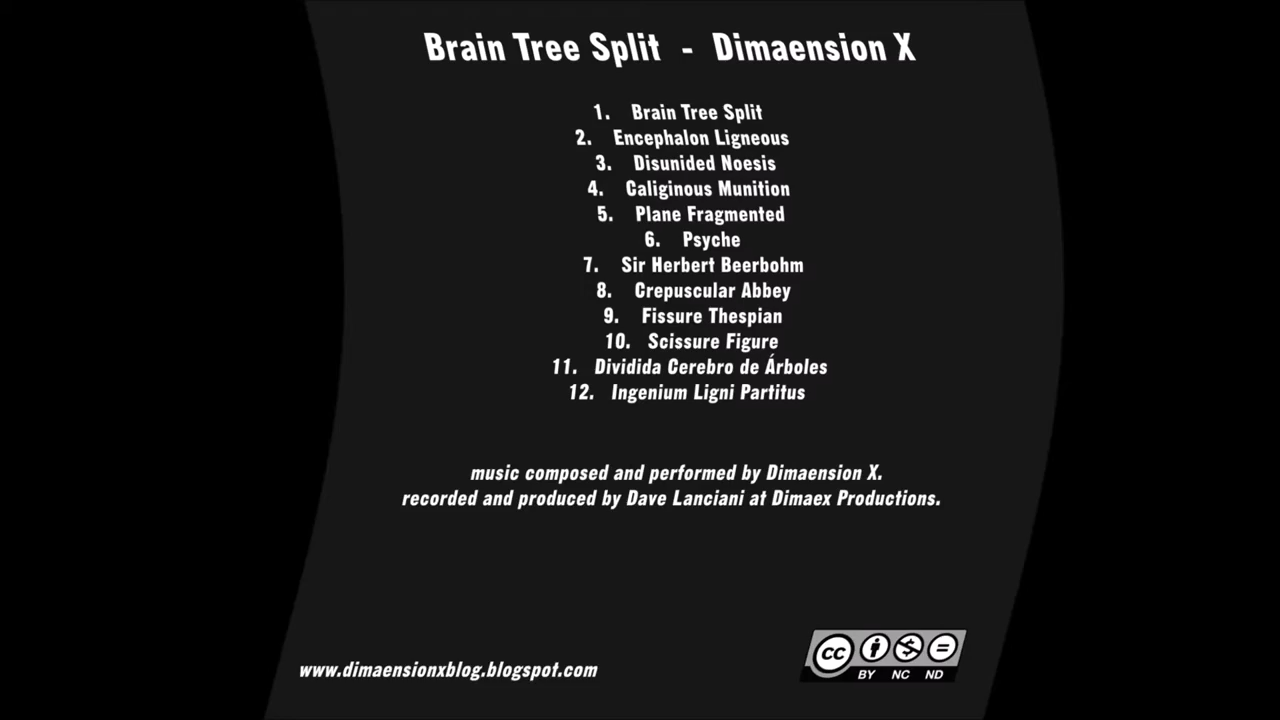 Brain Tree Split - Dimaension X
1. Brain Tree Split
2. Encephalon Ligneous
3. Disunided Noesis
4. Caliginous Munition
5. Plane Fragmented
6. Psyche
7. Sir Herbert Beerbohm
8. Crepuscular Abbey
9. Fissure Thespian
10. Scissure Figure
11. Dividida Cerebro de Árboles
12. Ingenium Ligni Partitus
music composed and performed by Dimaension X.
recorded and produced by Dave Lanciani at Dimaex Productions.
www.dimaensionxblog.blogspot.com
CC
BY NC ND